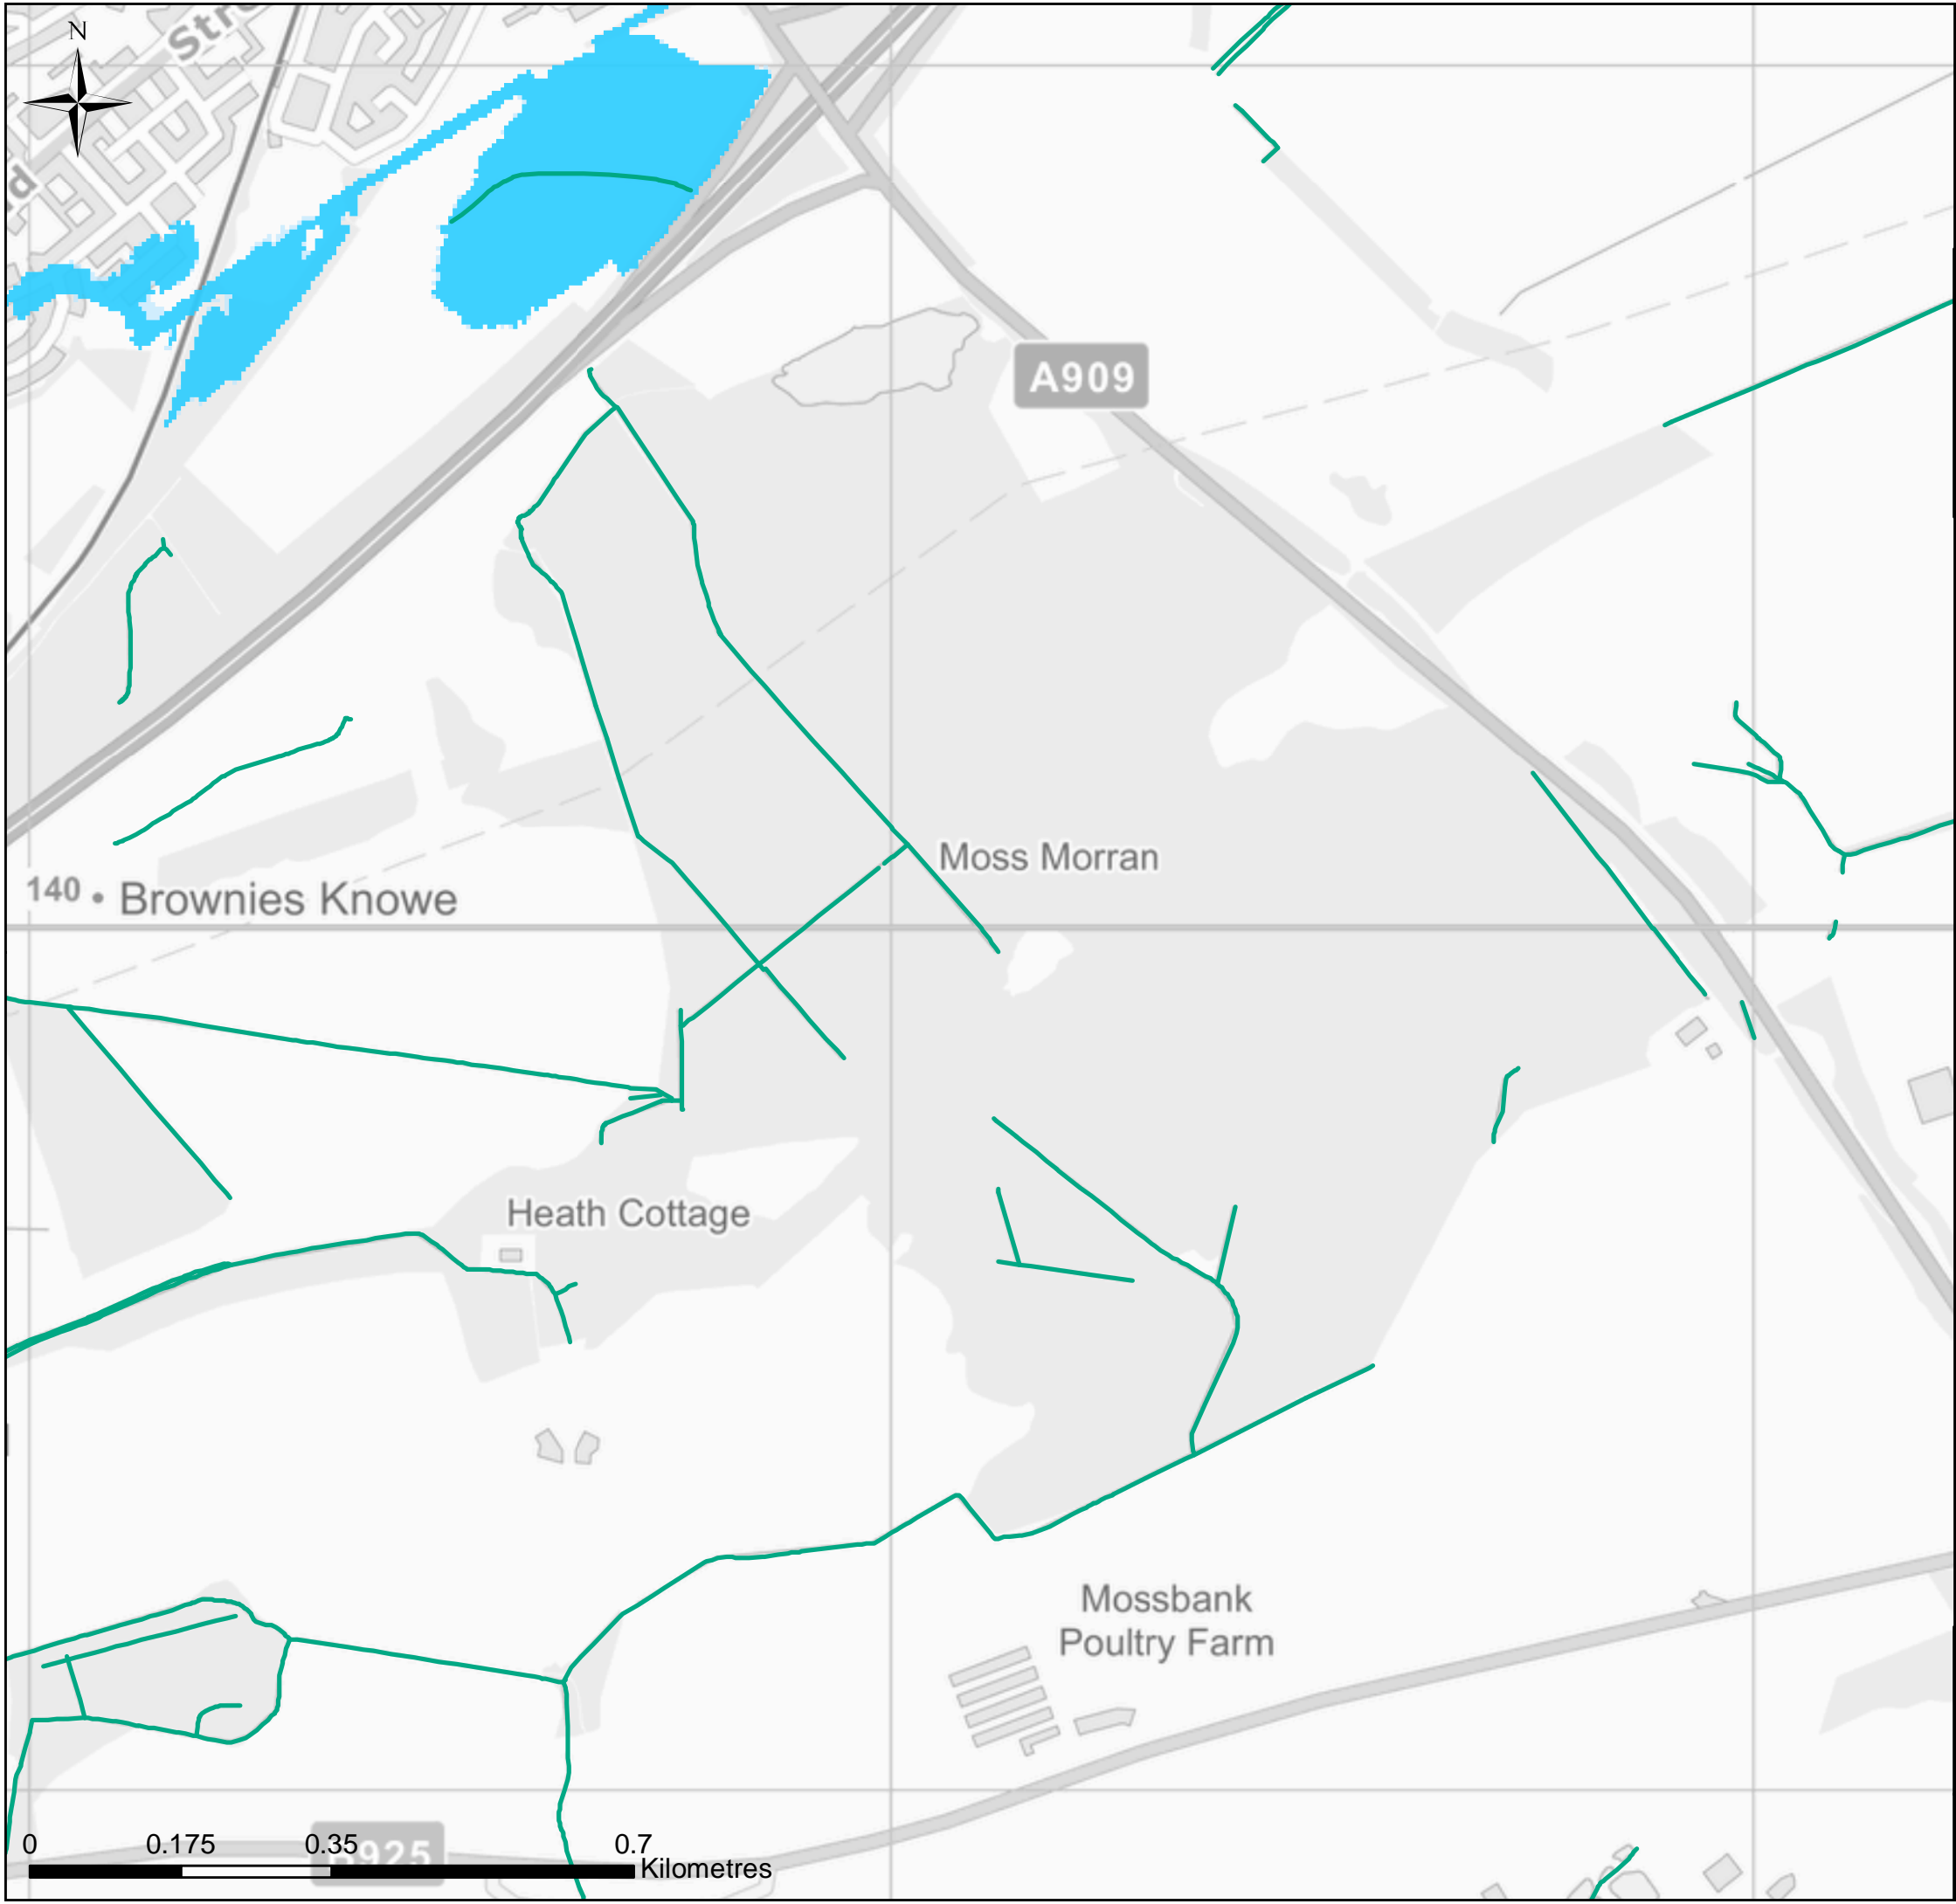 N
A909
Moss Morran
140 • Brownies Knowe
Heath Cottage
Mossbank
Poultry Farm
0 0.175 0.35 0.7
Kilometres